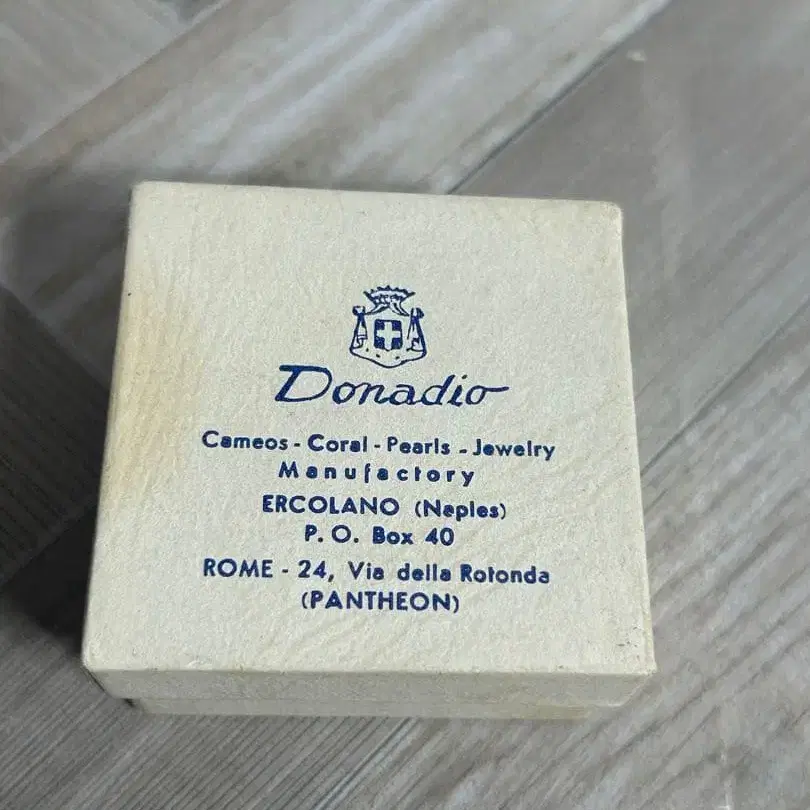 Donadio
Cameos - Coral - Pearls - Jewelry
Manufactory
ERCOLANO (Naples)
P. O. Box 40
ROME - 24, Via della Rotonda
(PANTHEON)